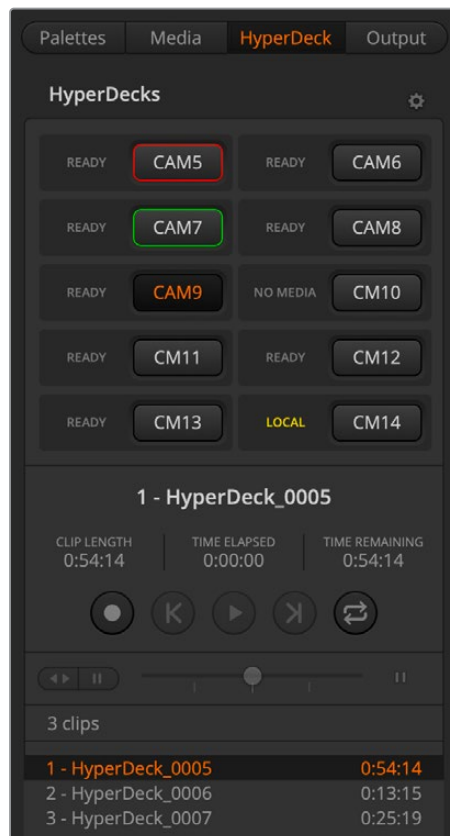 Palettes Media HyperDeck Output
HyperDecks
READY CAM5 READY CAM6
READY CAM7 READY CAM8
READY CAM9 NO MEDIA CM10
READY CM11 READY CM12
READY CM13 LOCAL CM14
1 - HyperDeck_0005
CLIP LENGTH TIME ELAPSED TIME REMAINING
0:54:14 0:00:00 0:54:14
3 clips
1 - HyperDeck_0005 0:54:14
2 - HyperDeck_0006 0:13:15
3 - HyperDeck_0007 0:25:19